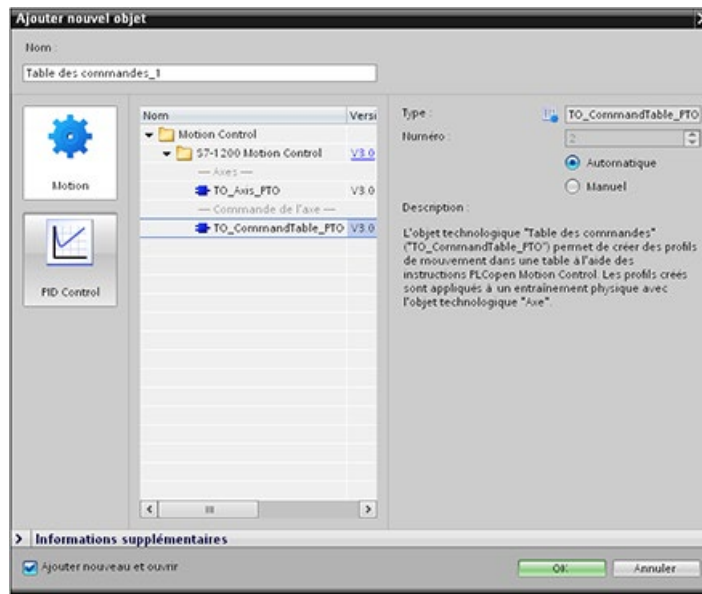 Ajouter nouvel objet
Nom :
Table des commandes_1
Motion
PID Control
Nom Versi
Motion Control
S7-1200 Motion Control V3.0
— Axes —
TO_Axis_PTO V3.0
— Commande de l'axe —
TO_CommandTable_PTO V3.0
Type : TO_CommandTable_PTO
Numéro : 2
Automatique
Manuel
Description :
L'objet technologique "Table des commandes"
("TO_CommandTable_PTO") permet de créer des profils
de mouvement dans une table à l'aide des
instructions PLCopen Motion Control. Les profils créés
sont appliqués à un entraînement physique avec
l'objet technologique "Axe".
Informations supplémentaires
Ajouter nouveau et ouvrir
OK Annuler